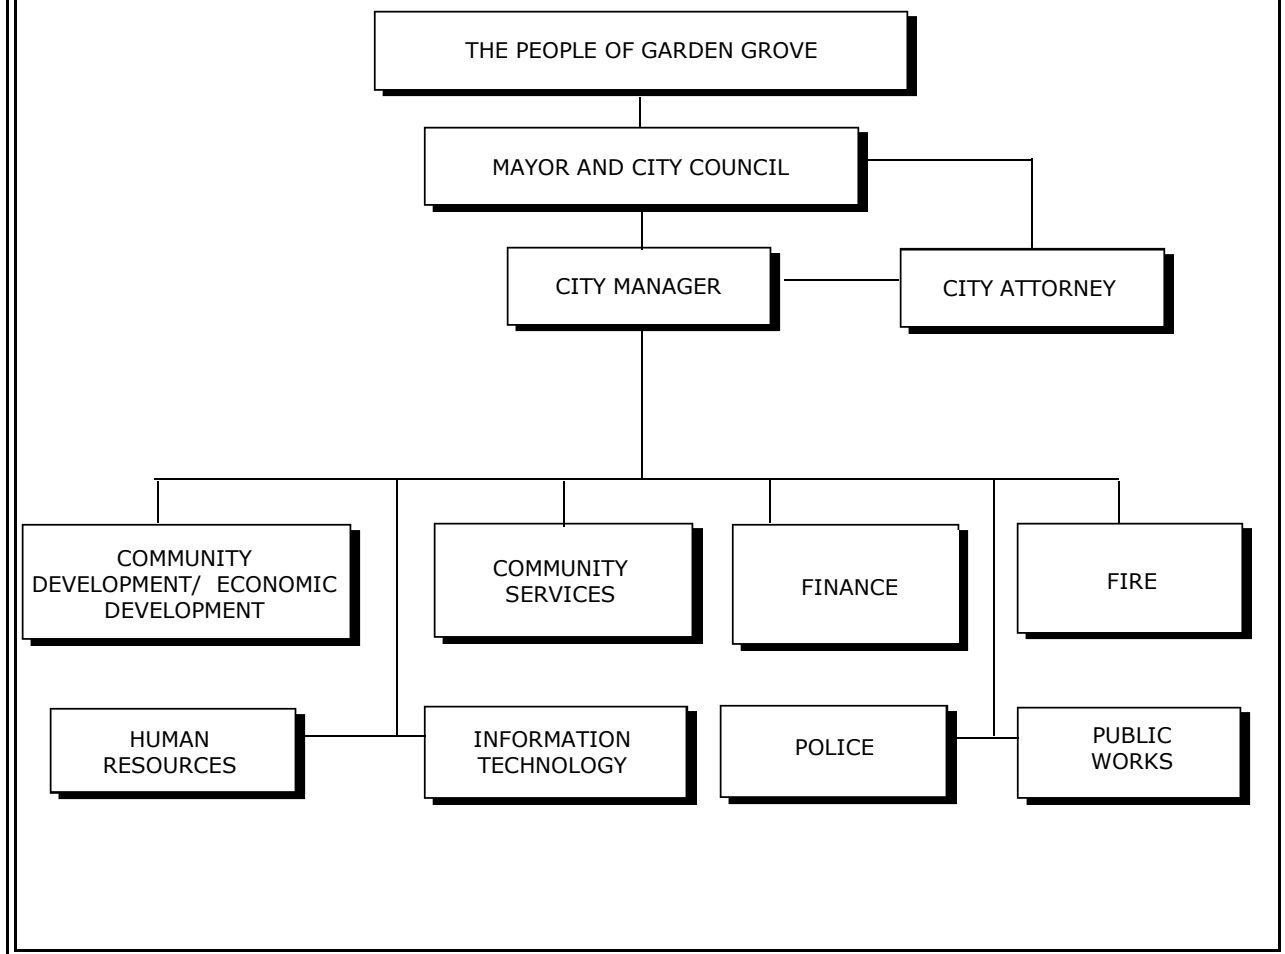 THE PEOPLE OF GARDEN GROVE
MAYOR AND CITY COUNCIL
CITY MANAGER
CITY ATTORNEY
COMMUNITY
DEVELOPMENT/ ECONOMIC
DEVELOPMENT
COMMUNITY
SERVICES
FINANCE
FIRE
HUMAN
RESOURCES
INFORMATION
TECHNOLOGY
POLICE
PUBLIC
WORKS